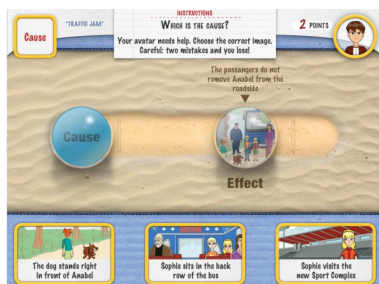 INSTRUCTIONS
"TRAFFIC JAM"
WHICH IS THE CAUSE?
2 POINTS
Cause
Your avatar needs help. Choose the correct image.
Careful: two mistakes and you lose!
The passengers do not
remove Anabel from the
roadside
Cause
Effect
The dog stands right
in front of Anabel
Sophie sits in the back
row of the bus
Sophie visits the
new Sport Complex